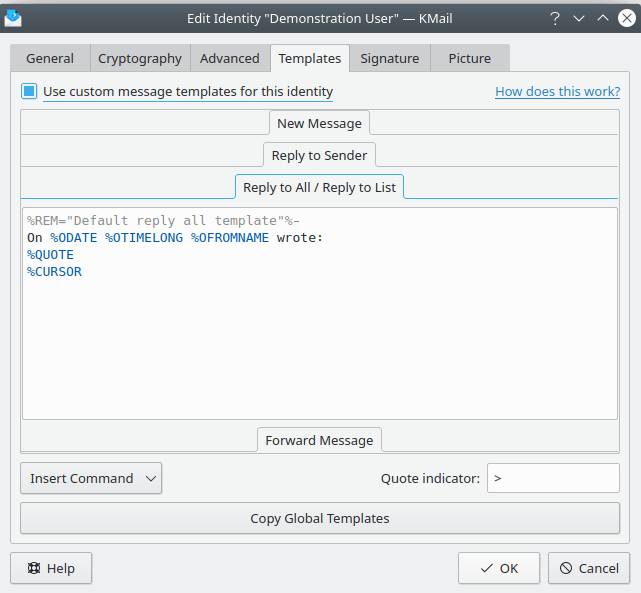 Edit Identity "Demonstration User" — KMail
General Cryptography Advanced Templates Signature Picture
Use custom message templates for this identity How does this work?
New Message
Reply to Sender
Reply to All / Reply to List
%REM="Default reply all template"%-
On %ODATE %OTIMELONG %OFROMNAME wrote:
%QUOTE
%CURSOR
Forward Message
Insert Command Quote indicator: >
Copy Global Templates
Help OK Cancel